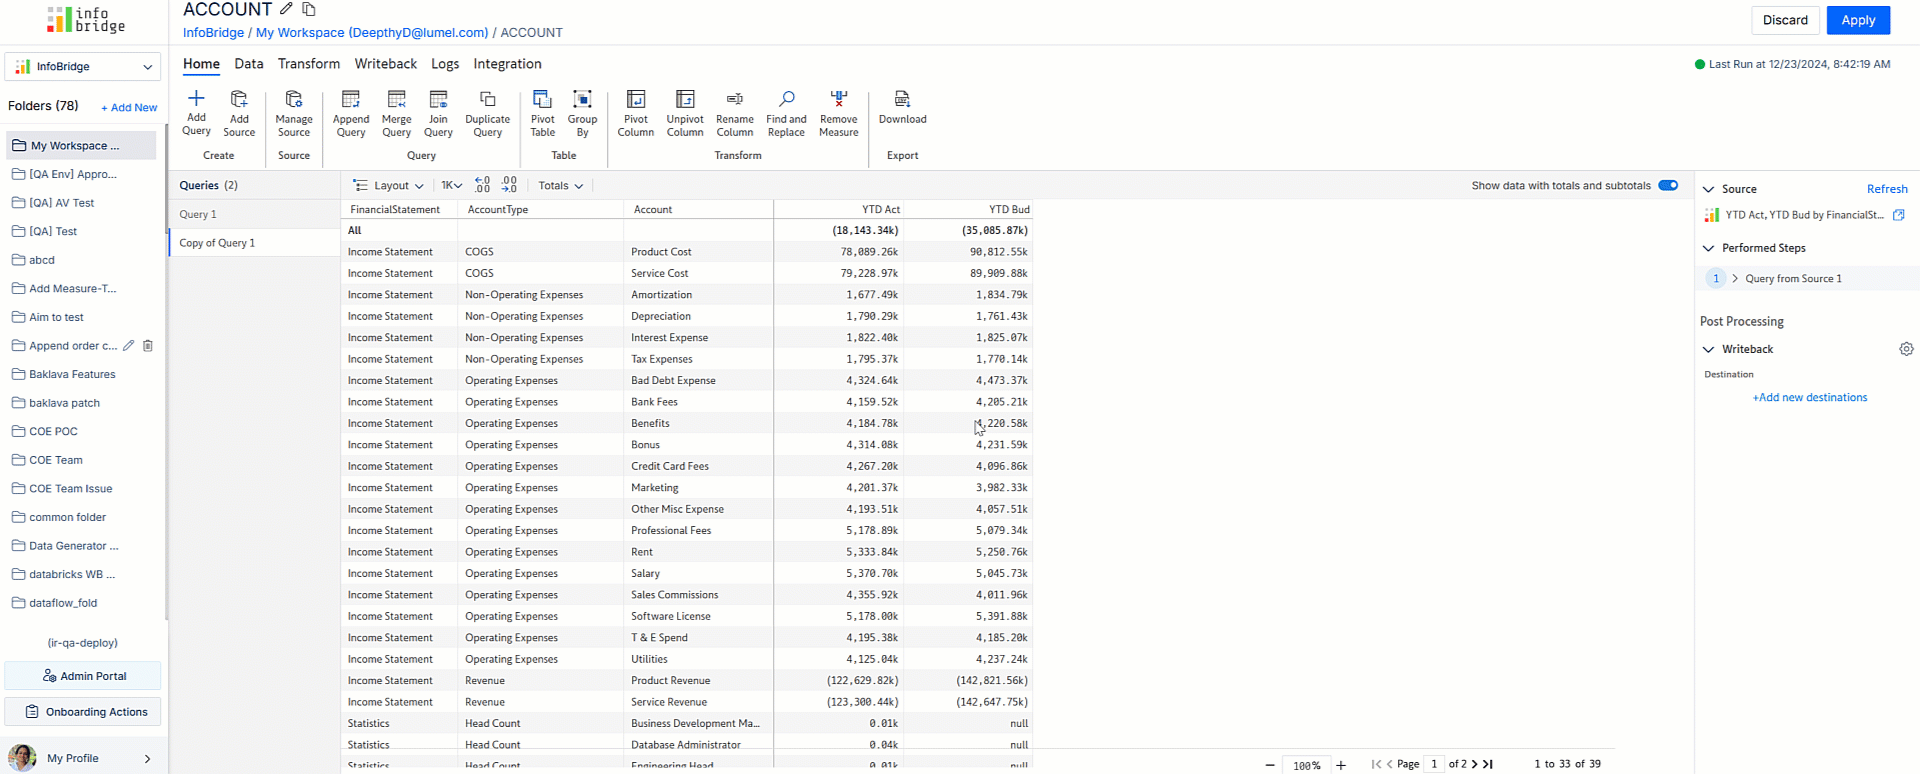 info
bridge
ACCOUNT
InfoBridge / My Workspace (DeepthyD@lumel.com) / ACCOUNT
Discard
Apply
InfoBridge
Home Data Transform Writeback Logs Integration
Last Run at 12/23/2024, 8:42:19 AM
Folders (78)
+ Add New
Add Query
Add Source
Manage Source
Append Query
Merge Query
Join Query
Duplicate Query
Pivot Table
Group By
Pivot Column
Unpivot Column
Rename Column
Find and Replace
Remove Measure
Download
Create
Source
Query
Table
Transform
Export
My Workspace ...
[QA Env] Appro...
[QA] AV Test
[QA] Test
abcd
Add Measure-T...
Aim to test
Append order c...
Baklava Features
baklava patch
COE POC
COE Team
COE Team Issue
common folder
Data Generator ...
databricks WB ...
dataflow_fold
(ir-qa-deploy)
Admin Portal
Onboarding Actions
My Profile
Queries (2)
Query 1
Copy of Query 1
Layout 1K ←.0 .00 .00 →.0 Totals
Show data with totals and subtotals
FinancialStatement AccountType Account YTD Act YTD Bud
All (18,143.34k) (35,085.87k)
Income Statement COGS Product Cost 78,089.26k 90,812.55k
Income Statement COGS Service Cost 79,228.97k 89,909.88k
Income Statement Non-Operating Expenses Amortization 1,677.49k 1,834.79k
Income Statement Non-Operating Expenses Depreciation 1,790.29k 1,761.43k
Income Statement Non-Operating Expenses Interest Expense 1,822.40k 1,825.07k
Income Statement Non-Operating Expenses Tax Expenses 1,795.37k 1,770.14k
Income Statement Operating Expenses Bad Debt Expense 4,324.64k 4,473.37k
Income Statement Operating Expenses Bank Fees 4,159.52k 4,205.21k
Income Statement Operating Expenses Benefits 4,184.78k 4,220.58k
Income Statement Operating Expenses Bonus 4,314.08k 4,231.59k
Income Statement Operating Expenses Credit Card Fees 4,267.20k 4,096.86k
Income Statement Operating Expenses Marketing 4,201.37k 3,982.33k
Income Statement Operating Expenses Other Misc Expense 4,193.51k 4,057.51k
Income Statement Operating Expenses Professional Fees 5,178.89k 5,079.34k
Income Statement Operating Expenses Rent 5,333.84k 5,250.76k
Income Statement Operating Expenses Salary 5,370.70k 5,045.73k
Income Statement Operating Expenses Sales Commissions 4,355.92k 4,011.96k
Income Statement Operating Expenses Software License 5,178.00k 5,391.88k
Income Statement Operating Expenses T & E Spend 4,195.38k 4,185.20k
Income Statement Operating Expenses Utilities 4,125.04k 4,237.24k
Income Statement Revenue Product Revenue (122,629.82k) (142,821.56k)
Income Statement Revenue Service Revenue (123,300.44k) (142,647.75k)
Statistics Head Count Business Development Ma... 0.01k null
Statistics Head Count Database Administrator 0.04k null
Statistics Head Count Engineering Head 0.01k null
100%
Page 1 of 2
1 to 33 of 39
Source
Refresh
YTD Act, YTD Bud by FinancialSt...
Performed Steps
1 Query from Source 1
Post Processing
Writeback
Destination
+Add new destinations